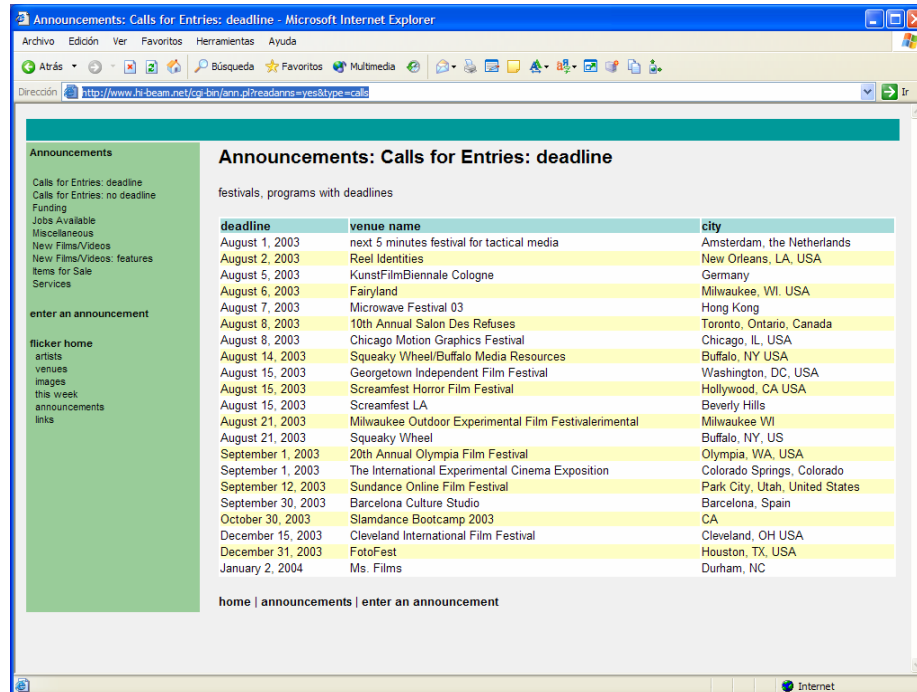 Announcements: Calls for Entries: deadline - Microsoft Internet Explorer
Archivo Edición Ver Favoritos Herramientas Ayuda
Atrás Búsqueda Favoritos Multimedia
Dirección http://www.hi-beam.net/cgi-bin/ann.pl?readanns=yes&type=calls Ir
Announcements
Calls for Entries: deadline
Calls for Entries: no deadline
Funding
Jobs Available
Miscellaneous
New Films/Videos
New Films/Videos: features
Items for Sale
Services
enter an announcement
flicker home
artists
venues
images
this week
announcements
links
Announcements: Calls for Entries: deadline
festivals, programs with deadlines
deadline venue name city
August 1, 2003 next 5 minutes festival for tactical media Amsterdam, the Netherlands
August 2, 2003 Reel Identities New Orleans, LA, USA
August 5, 2003 KunstFilmBiennale Cologne Germany
August 6, 2003 Fairyland Milwaukee, WI. USA
August 7, 2003 Microwave Festival 03 Hong Kong
August 8, 2003 10th Annual Salon Des Refuses Toronto, Ontario, Canada
August 8, 2003 Chicago Motion Graphics Festival Chicago, IL, USA
August 14, 2003 Squeaky Wheel/Buffalo Media Resources Buffalo, NY USA
August 15, 2003 Georgetown Independent Film Festival Washington, DC, USA
August 15, 2003 Screamfest Horror Film Festival Hollywood, CA USA
August 15, 2003 Screamfest LA Beverly Hills
August 21, 2003 Milwaukee Outdoor Experimental Film Festivalerimental Milwaukee WI
August 21, 2003 Squeaky Wheel Buffalo, NY, US
September 1, 2003 20th Annual Olympia Film Festival Olympia, WA, USA
September 1, 2003 The International Experimental Cinema Exposition Colorado Springs, Colorado
September 12, 2003 Sundance Online Film Festival Park City, Utah, United States
September 30, 2003 Barcelona Culture Studio Barcelona, Spain
October 30, 2003 Slamdance Bootcamp 2003 CA
December 15, 2003 Cleveland International Film Festival Cleveland, OH USA
December 31, 2003 FotoFest Houston, TX, USA
January 2, 2004 Ms. Films Durham, NC
home | announcements | enter an announcement
Internet